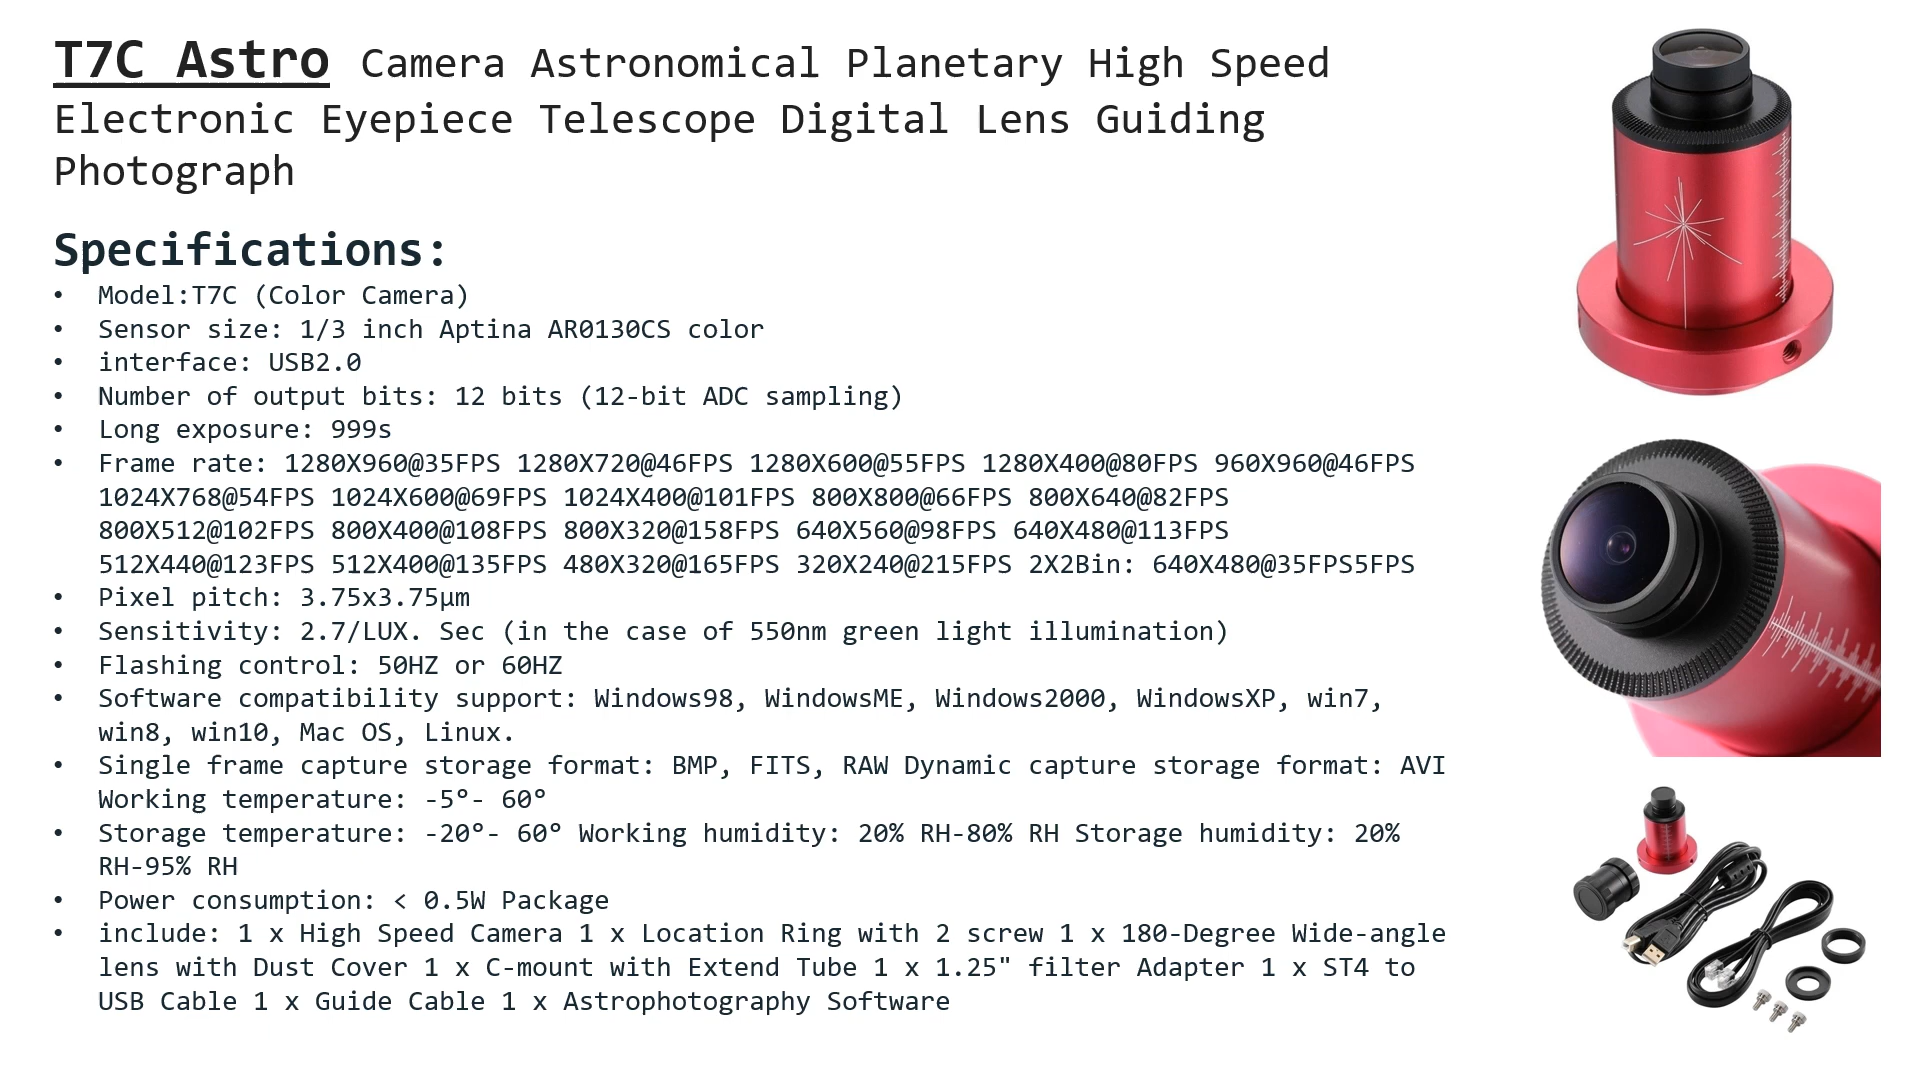 T7C Astro Camera Astronomical Planetary High Speed
Electronic Eyepiece Telescope Digital Lens Guiding
Photograph
Specifications:
• Model:T7C (Color Camera)
• Sensor size: 1/3 inch Aptina AR0130CS color
• interface: USB2.0
• Number of output bits: 12 bits (12-bit ADC sampling)
• Long exposure: 999s
• Frame rate: 1280X960@35FPS 1280X720@46FPS 1280X600@55FPS 1280X400@80FPS 960X960@46FPS
1024X768@54FPS 1024X600@69FPS 1024X400@101FPS 800X800@66FPS 800X640@82FPS
800X512@102FPS 800X400@108FPS 800X320@158FPS 640X560@98FPS 640X480@113FPS
512X440@123FPS 512X400@135FPS 480X320@165FPS 320X240@215FPS 2X2Bin: 640X480@35FPS5FPS
• Pixel pitch: 3.75x3.75μm
• Sensitivity: 2.7/LUX. Sec (in the case of 550nm green light illumination)
• Flashing control: 50HZ or 60HZ
• Software compatibility support: Windows98, WindowsME, Windows2000, WindowsXP, win7,
win8, win10, Mac OS, Linux.
• Single frame capture storage format: BMP, FITS, RAW Dynamic capture storage format: AVI
Working temperature: -5°- 60°
• Storage temperature: -20°- 60° Working humidity: 20% RH-80% RH Storage humidity: 20%
RH-95% RH
• Power consumption: < 0.5W Package
• include: 1 x High Speed Camera 1 x Location Ring with 2 screw 1 x 180-Degree Wide-angle
lens with Dust Cover 1 x C-mount with Extend Tube 1 x 1.25" filter Adapter 1 x ST4 to
USB Cable 1 x Guide Cable 1 x Astrophotography Software